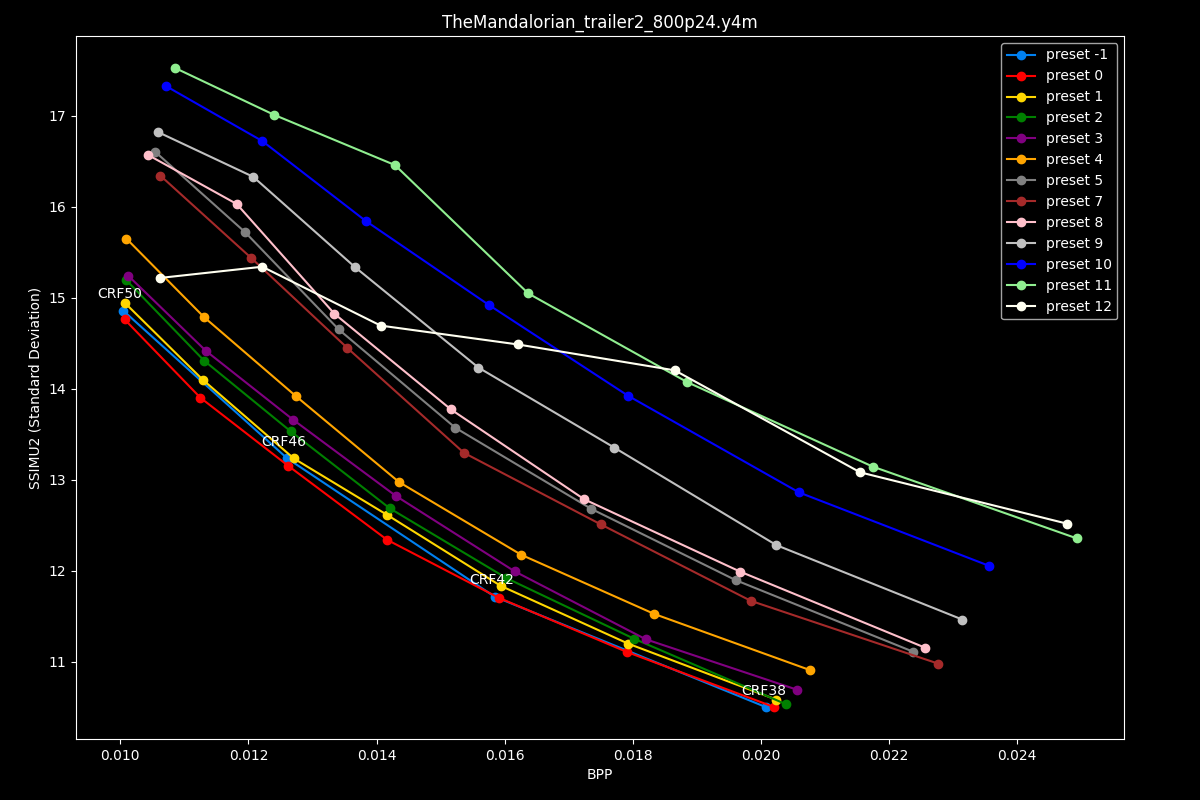 TheMandalorian_trailer2_800p24.y4m
preset -1
preset 0
preset 1
preset 2
preset 3
preset 4
preset 5
preset 7
preset 8
preset 9
preset 10
preset 11
preset 12
SSIMU2 (Standard Deviation)
17
16
15
14
13
12
11
CRF50
CRF46
CRF42
CRF38
0.010 0.012 0.014 0.016 0.018 0.020 0.022 0.024
BPP